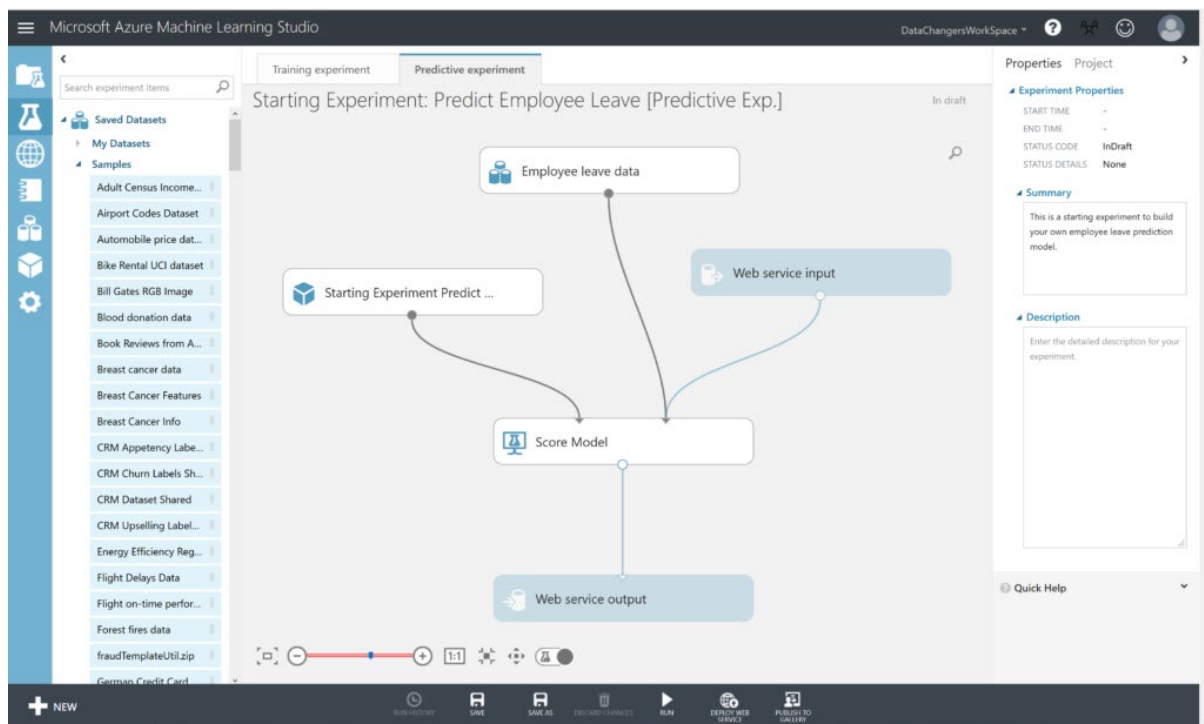 Microsoft Azure Machine Learning Studio
DataChangersWorkSpace
?
Search experiment items
Saved Datasets
My Datasets
Samples
Adult Census Income...
Airport Codes Dataset
Automobile price dat...
Bike Rental UCI dataset
Bill Gates RGB Image
Blood donation data
Book Reviews from A...
Breast cancer data
Breast Cancer Features
Breast Cancer Info
CRM Appetency Labe...
CRM Churn Labels Sh...
CRM Dataset Shared
CRM Upselling Label...
Energy Efficiency Reg...
Flight Delays Data
Flight on-time perfor...
Forest fires data
fraudTemplateUtil.zip
German Credit Card
Training experiment
Predictive experiment
Starting Experiment: Predict Employee Leave [Predictive Exp.]
In draft
Employee leave data
Web service input
Starting Experiment Predict ...
Score Model
Web service output
1:1
Properties Project
Experiment Properties
START TIME -
END TIME -
STATUS CODE InDraft
STATUS DETAILS None
Summary
This is a starting experiment to build
your own employee leave prediction
model.
Description
Enter the detailed description for your
experiment.
? Quick Help
NEW
RUN HISTORY
SAVE
SAVE AS
DISCARD CHANGES
RUN
DEPLOY WEB
SERVICE
PUBLISH TO
GALLERY